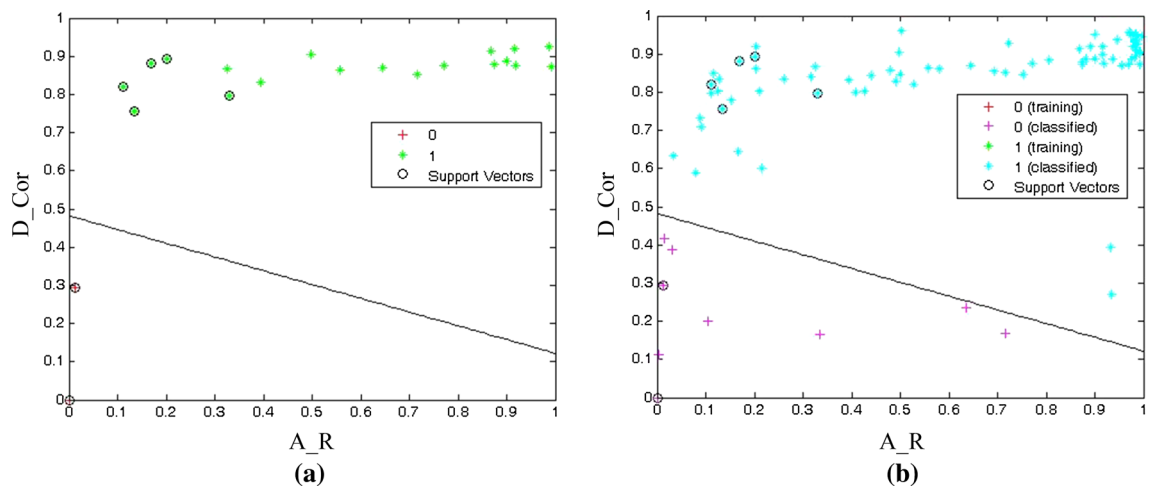 1
0.9
0.8
0.7
0.6
0.5
0.4
0.3
0.2
0.1
0
D_Cor
0
1
Support Vectors
0 0.1 0.2 0.3 0.4 0.5 0.6 0.7 0.8 0.9 1
A_R
(a)
1
0.9
0.8
0.7
0.6
0.5
0.4
0.3
0.2
0.1
0
D_Cor
0 (training)
0 (classified)
1 (training)
1 (classified)
Support Vectors
0 0.1 0.2 0.3 0.4 0.5 0.6 0.7 0.8 0.9 1
A_R
(b)